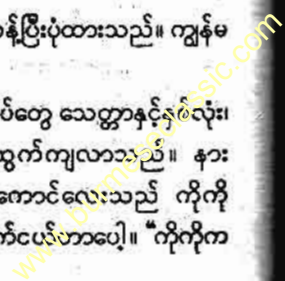 န့်ပြီးပုံထားသည်။ ကျွန်မ
ပ်တွေ သေတ္တာနှင့်နှစ်လုံး၊
ထွက်ကျလာသည်။ နား
ကောင်လေးသည် ကိုကို
က်ငယ်ဘာပေါ့။ “ကိုကိုက
www.burmeseclassic.com